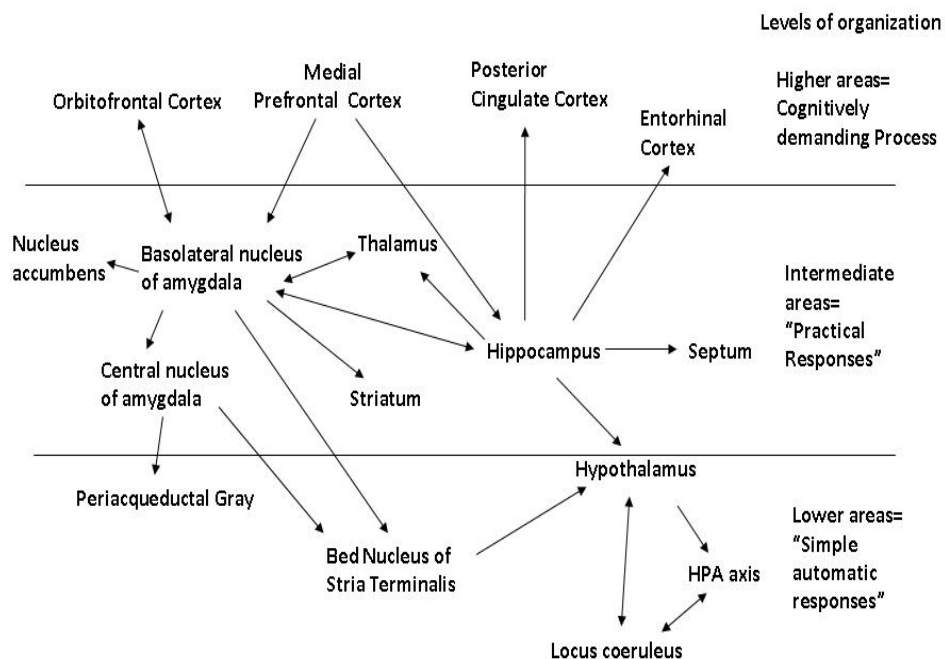 Levels of organization
Orbitofrontal Cortex
Medial
Prefrontal Cortex
Posterior
Cingulate Cortex
Entorhinal
Cortex
Higher areas=
Cognitively
demanding Process
Nucleus
accumbens
Basolateral nucleus
of amygdala
Thalamus
Hippocampus
Septum
Intermediate
areas=
“Practical
Responses”
Central nucleus
of amygdala
Striatum
Periacqueductal Gray
Hypothalamus
Bed Nucleus of
Stria Terminalis
HPA axis
Locus coeruleus
Lower areas=
“Simple
automatic
responses”